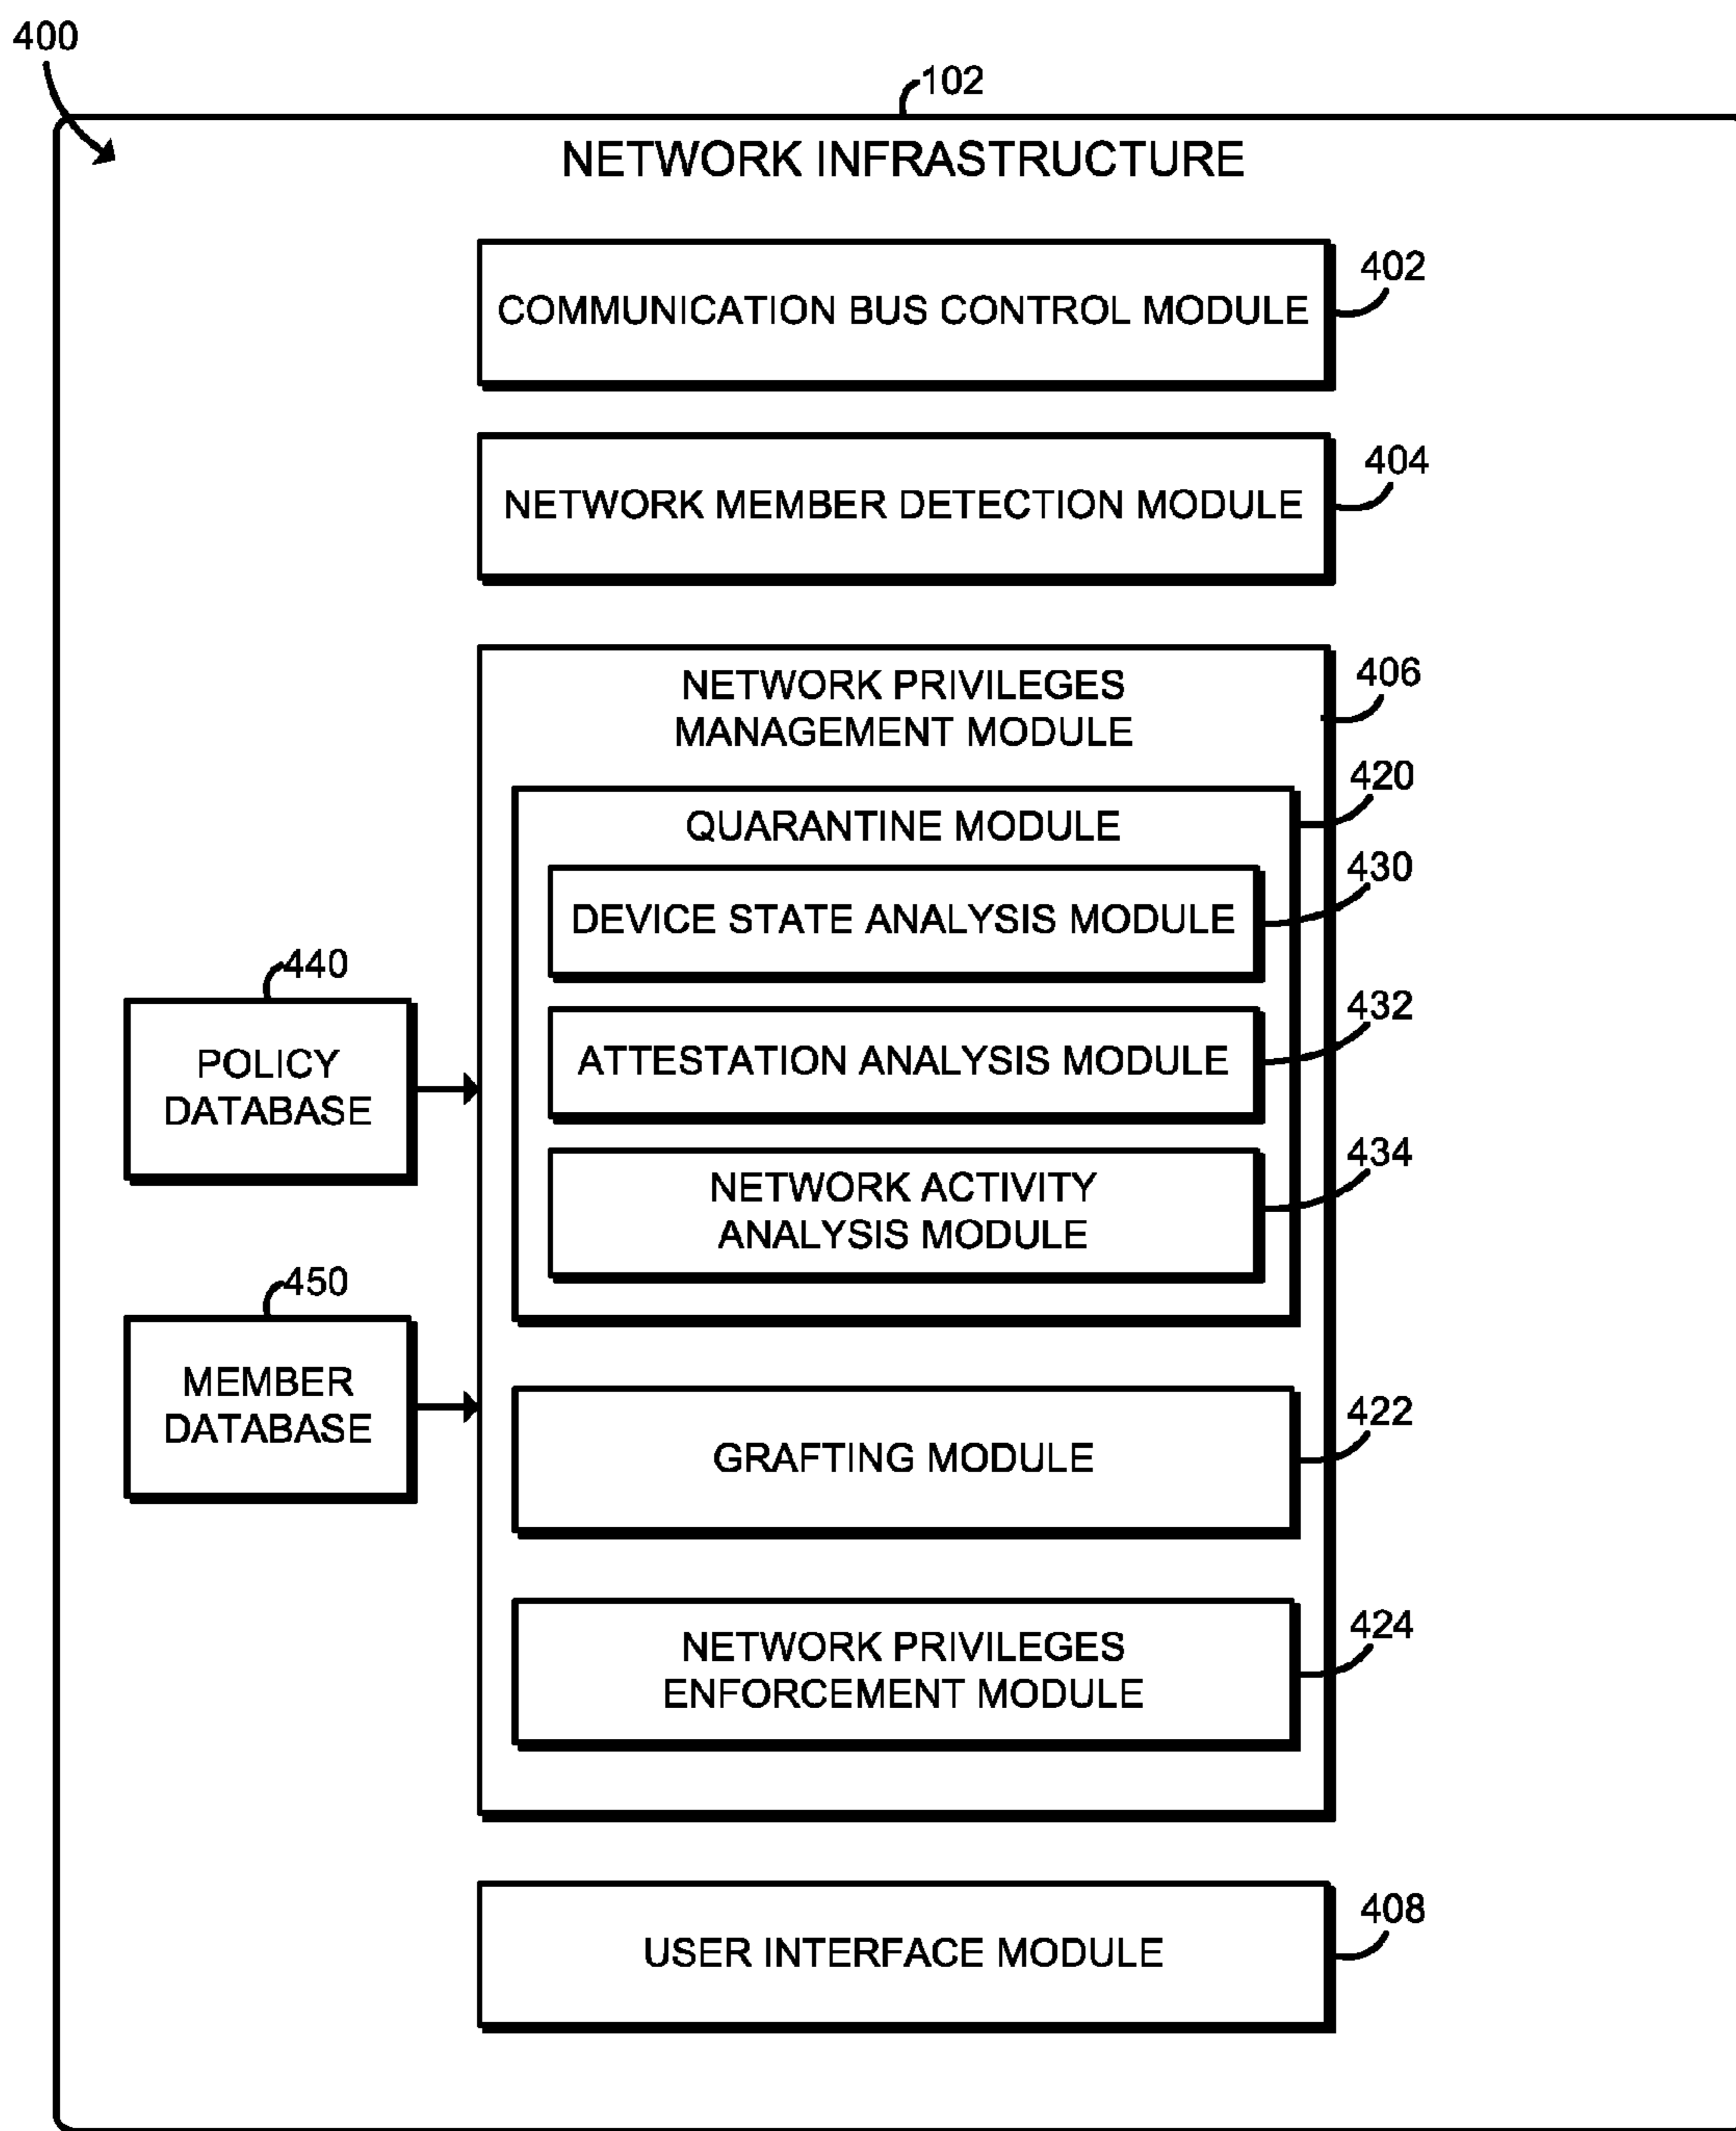 400
102
NETWORK INFRASTRUCTURE
402
COMMUNICATION BUS CONTROL MODULE
404
NETWORK MEMBER DETECTION MODULE
406
NETWORK PRIVILEGES
MANAGEMENT MODULE
420
QUARANTINE MODULE
430
DEVICE STATE ANALYSIS MODULE
432
ATTESTATION ANALYSIS MODULE
434
NETWORK ACTIVITY
ANALYSIS MODULE
440
POLICY
DATABASE
450
MEMBER
DATABASE
422
GRAFTING MODULE
424
NETWORK PRIVILEGES
ENFORCEMENT MODULE
408
USER INTERFACE MODULE